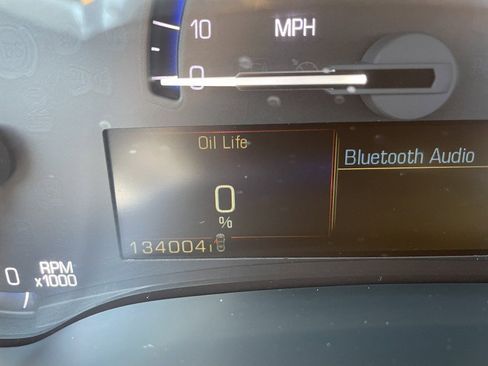 10 MPH
0
Oil Life
Bluetooth Audio
0
%
134004
0 RPM
x1000